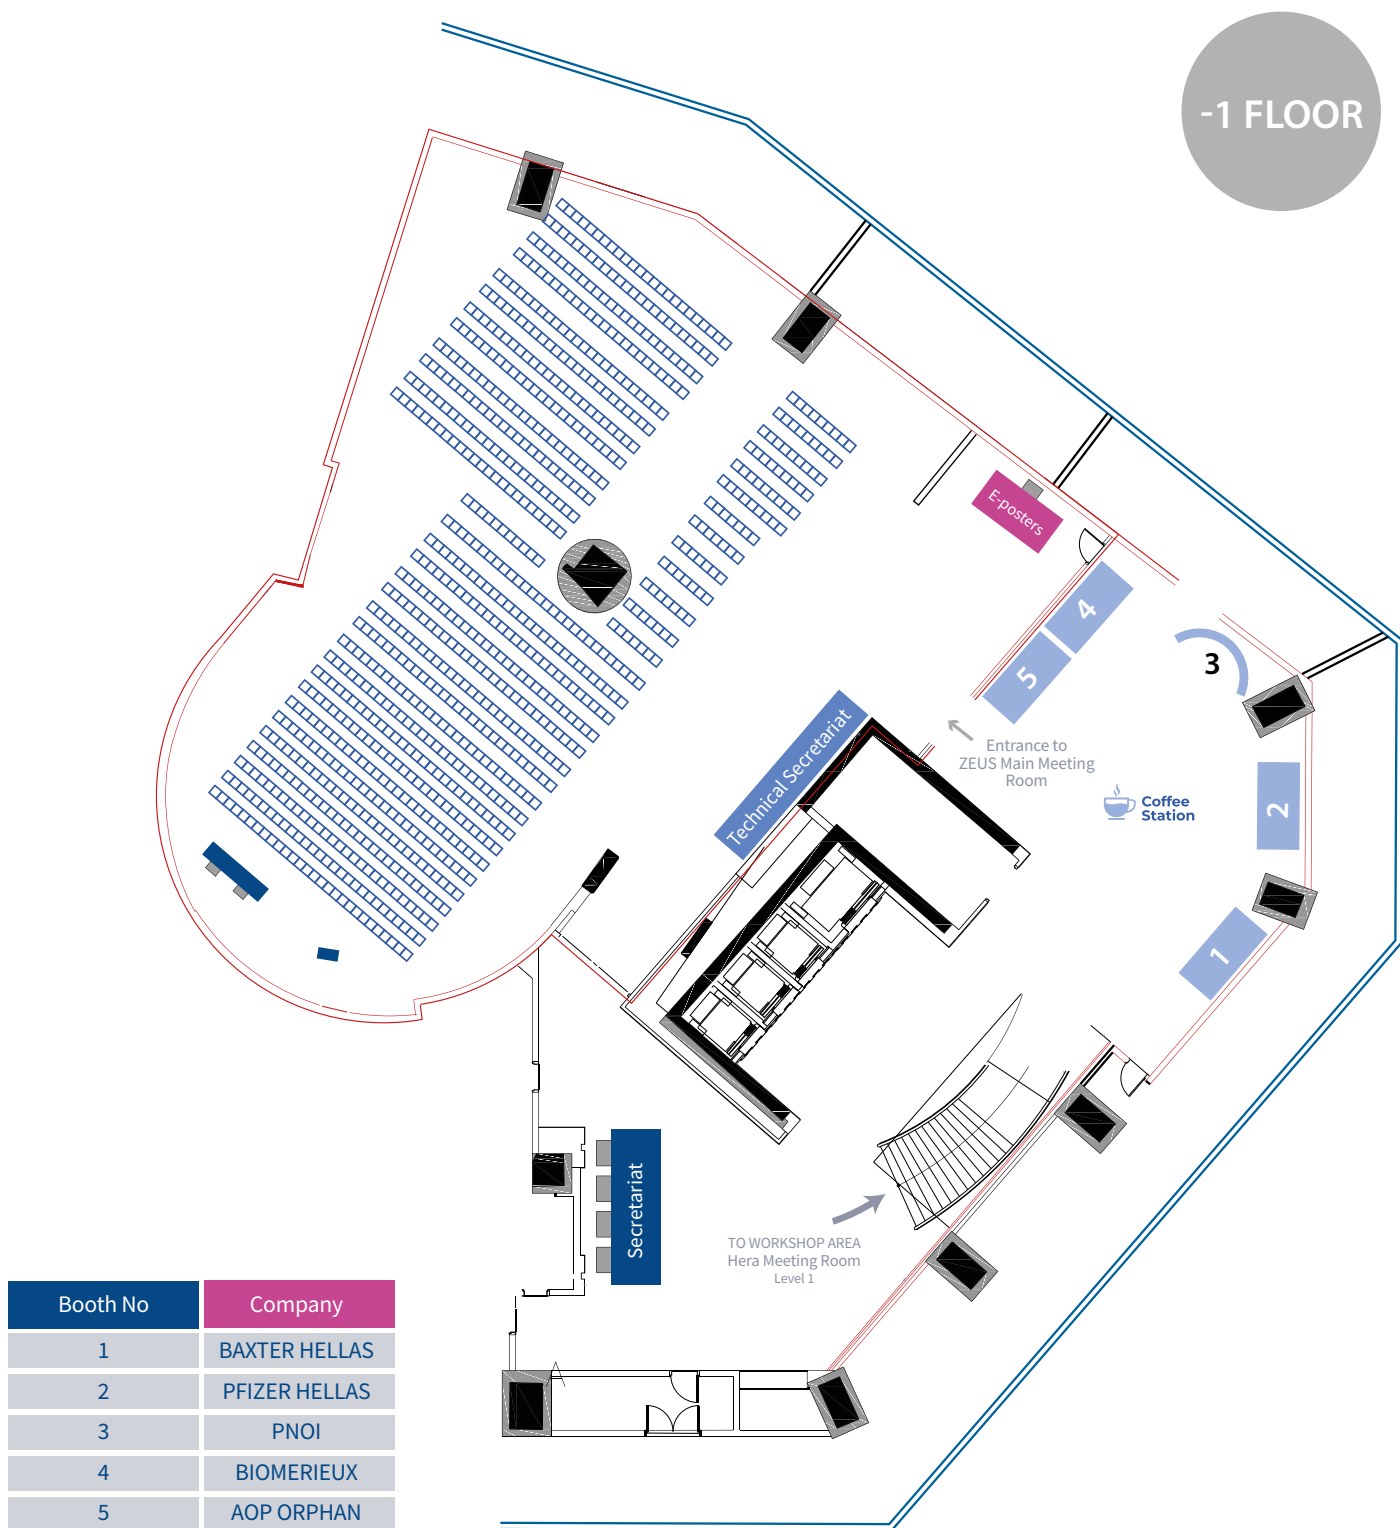 -1 FLOOR
E-posters
4
5
3
Technical Secretariat
Entrance to
ZEUS Main Meeting
Room
Coffee
Station
2
1
Secretariat
TO WORKSHOP AREA
Hera Meeting Room
Level 1
Booth No Company
1 BAXTER HELLAS
2 PFIZER HELLAS
3 PNOI
4 BIOMERIEUX
5 AOP ORPHAN